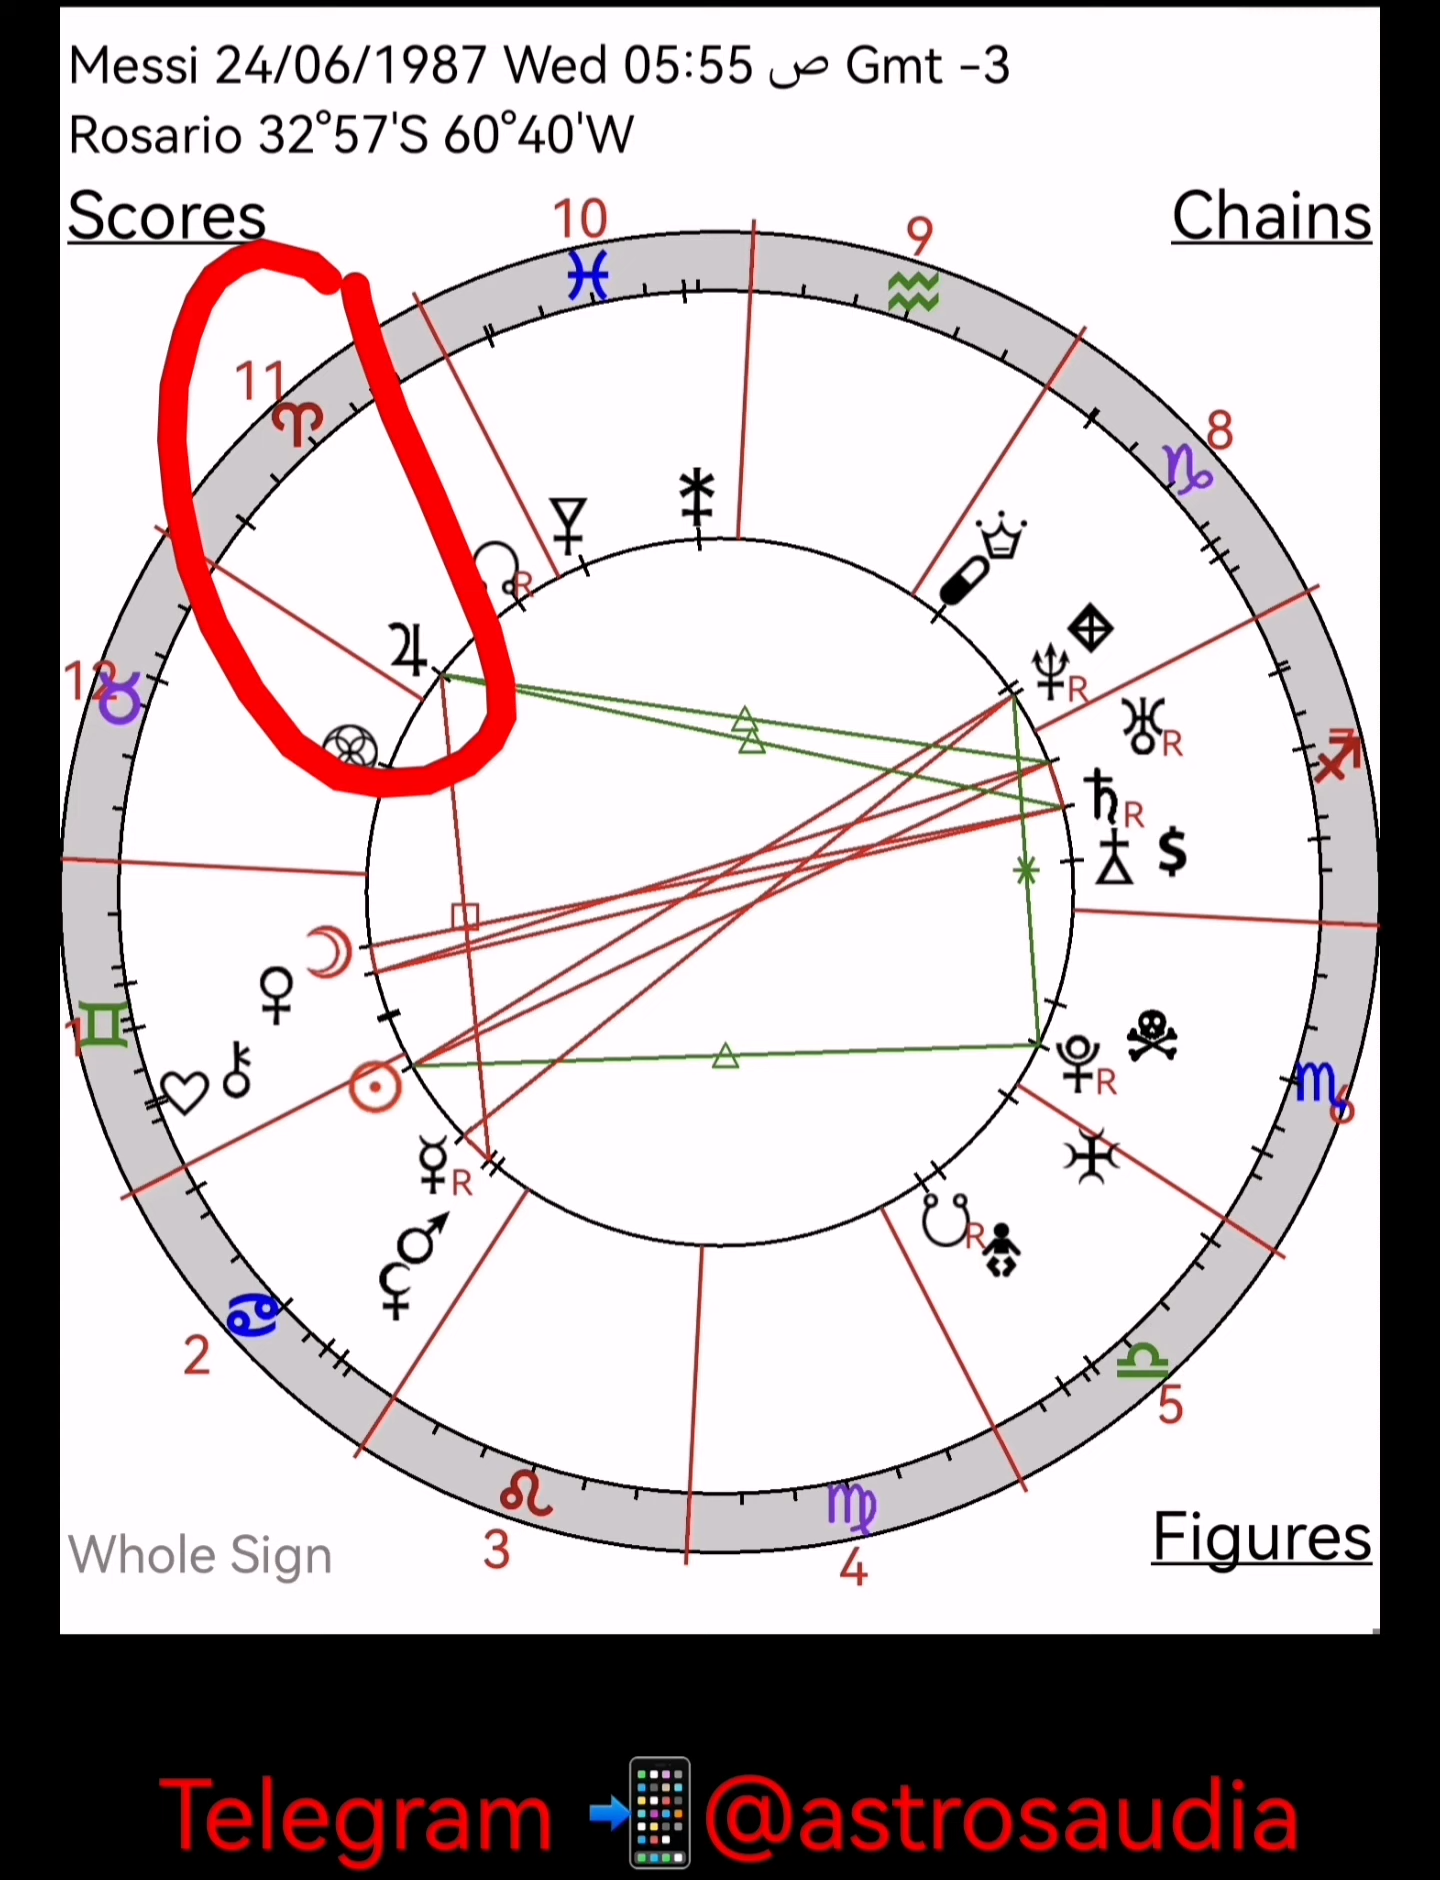 Messi 24/06/1987 Wed 05:55 ص Gmt -3
Rosario 32°57'S 60°40'W
Scores
Chains
10
9
11
8
12
R
R
R
7
R
$
1
R
6
R
R
2
5
3
4
Whole Sign
Figures
Telegram @astrosaudia